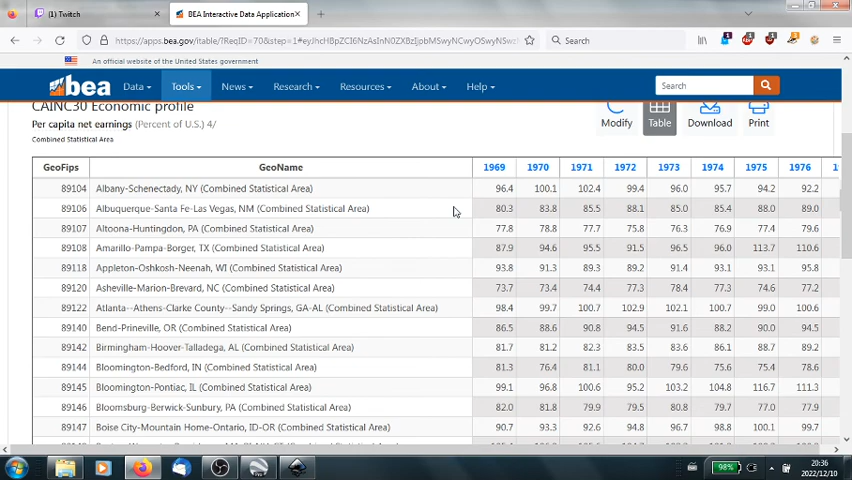 (1) Twitch
BEA Interactive Data Application
https://apps.bea.gov/itable/?ReqID=70&step=1#eyJhcHBpZCI6NzAsInN0ZXBzIjpbMSwyNCwyOSwyNSwz
Search
An official website of the United States government
bea Data Tools News Research Resources About Help Search
CAINC30 Economic profile
Per capita net earnings (Percent of U.S.) 4/
Combined Statistical Area
Modify Table Download Print
GeoFips GeoName 1969 1970 1971 1972 1973 1974 1975 1976
89104 Albany-Schenectady, NY (Combined Statistical Area) 96.4 100.1 102.4 99.4 96.0 95.7 94.2 92.2
89106 Albuquerque-Santa Fe-Las Vegas, NM (Combined Statistical Area) 80.3 83.8 85.5 88.1 85.0 85.4 88.0 89.0
89107 Altoona-Huntingdon, PA (Combined Statistical Area) 77.8 78.8 77.7 75.8 76.3 76.9 77.4 79.6
89108 Amarillo-Pampa-Borger, TX (Combined Statistical Area) 87.9 94.6 95.5 91.5 96.5 96.0 113.7 110.6
89118 Appleton-Oshkosh-Neenah, WI (Combined Statistical Area) 93.8 91.3 89.3 89.2 91.4 93.1 93.1 95.8
89120 Asheville-Marion-Brevard, NC (Combined Statistical Area) 73.7 73.4 74.4 77.3 78.4 77.3 74.6 77.2
89122 Atlanta--Athens-Clarke County--Sandy Springs, GA-AL (Combined Statistical Area) 98.4 99.7 100.7 102.9 102.1 100.7 99.0 100.6
89140 Bend-Prineville, OR (Combined Statistical Area) 86.5 88.6 90.8 94.5 91.6 88.2 90.0 94.5
89142 Birmingham-Hoover-Talladega, AL (Combined Statistical Area) 81.7 81.2 82.3 83.5 83.6 86.1 88.7 89.2
89144 Bloomington-Bedford, IN (Combined Statistical Area) 81.3 76.4 81.1 80.0 79.6 75.6 75.4 78.6
89145 Bloomington-Pontiac, IL (Combined Statistical Area) 99.1 96.8 100.6 95.2 103.2 104.8 116.7 111.3
89146 Bloomsburg-Berwick-Sunbury, PA (Combined Statistical Area) 82.0 81.8 79.9 79.5 80.8 79.7 77.0 77.9
89147 Boise City-Mountain Home-Ontario, ID-OR (Combined Statistical Area) 90.7 93.3 92.6 94.8 96.7 98.8 100.1 99.7
98%
20:36
2022/12/10